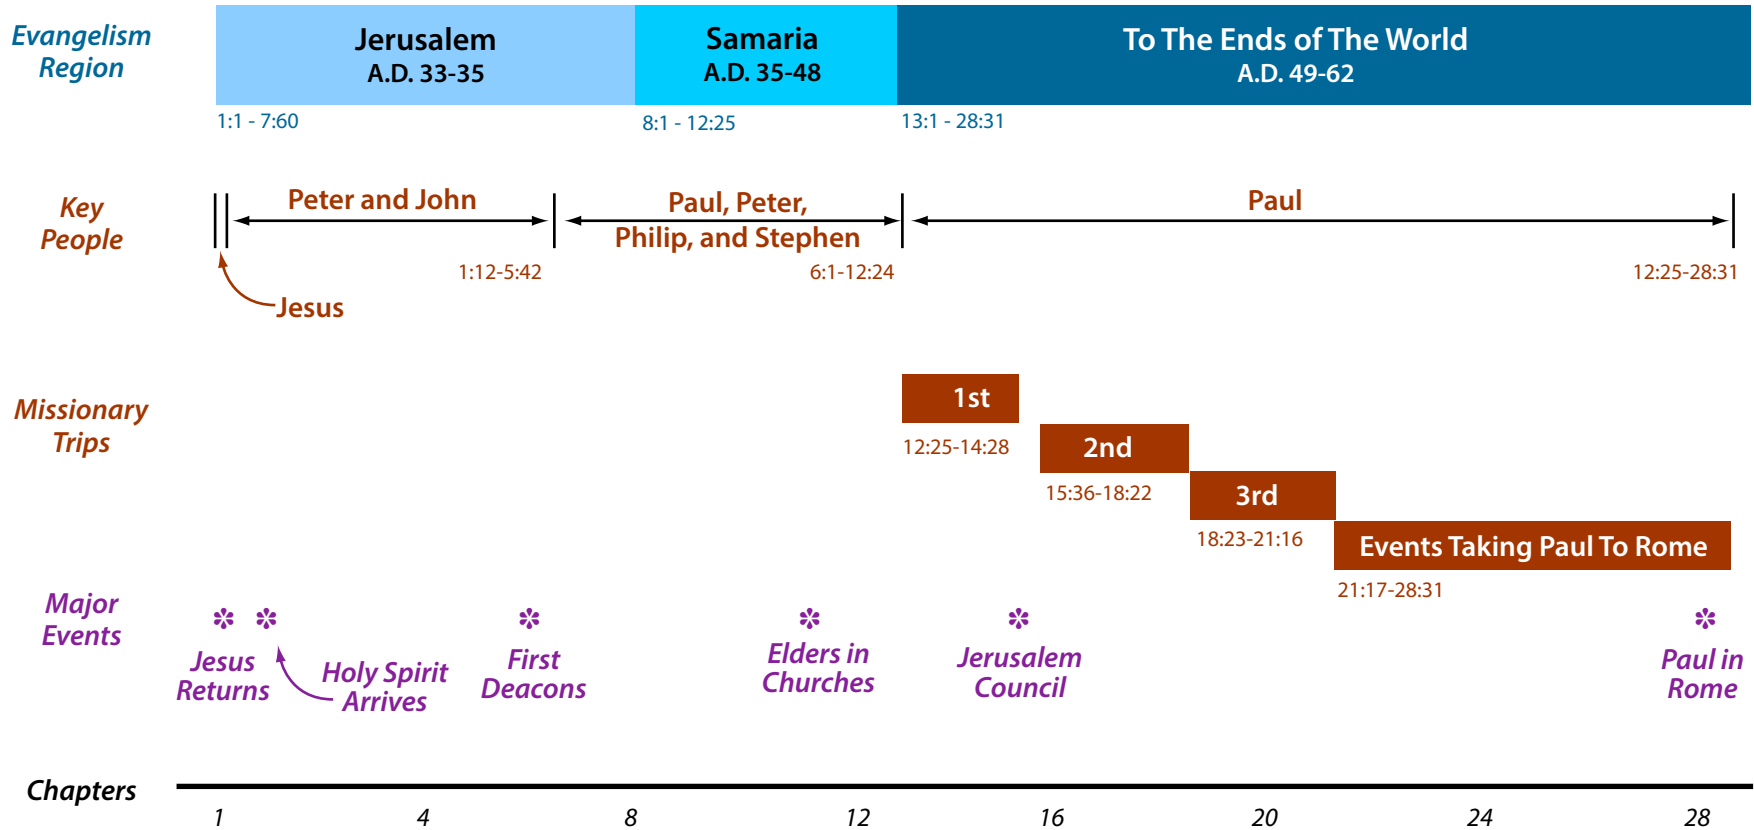 Evangelism
Region
Jerusalem
A.D. 33-35
Samaria
A.D. 35-48
To The Ends of The World
A.D. 49-62
1:1 - 7:60
8:1 - 12:25
13:1 - 28:31
Key
People
Peter and John
Paul, Peter,
Philip, and Stephen
Paul
1:12-5:42
6:1-12:24
12:25-28:31
Jesus
Missionary
Trips
1st
12:25-14:28
2nd
15:36-18:22
3rd
18:23-21:16
Events Taking Paul To Rome
21:17-28:31
Major
Events
Jesus
Returns
Holy Spirit
Arrives
First
Deacons
Elders in
Churches
Jerusalem
Council
Paul in
Rome
Chapters
1 4 8 12 16 20 24 28